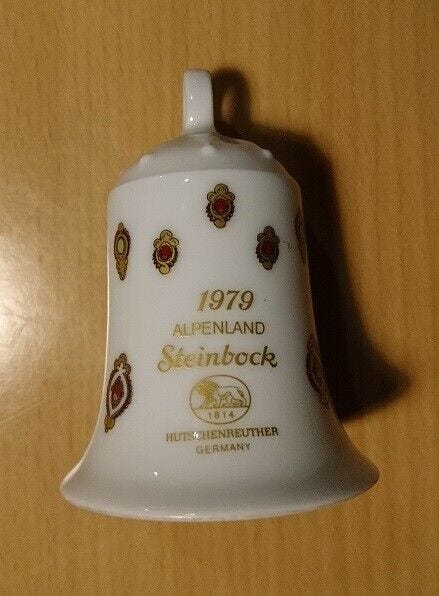 1979
ALPENLAND
Steinbock
1814
HUTSCHENREUTHER
GERMANY